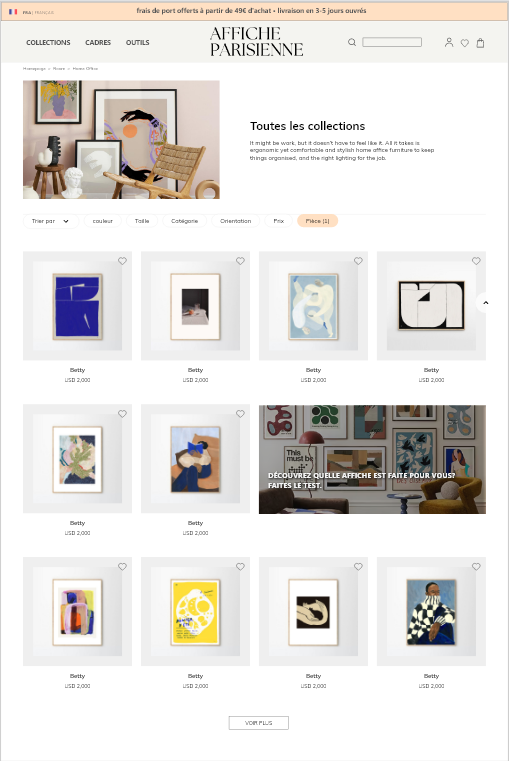 FRA | FRANÇAIS
frais de port offerts à partir de 49€ d'achat • livraison en 3-5 jours ouvrés
COLLECTIONS CADRES OUTILS
AFFICHE
PARISIENNE
Homepage > Rooms > Home Office
Toutes les collections
It might be work, but it doesn't have to feel like it. All it takes is
ergonomic yet comfortable and stylish home office furniture to keep
things organised, and the right lighting for the job.
Trier par couleur Taille Catégorie Orientation Prix Pièce (1)
Betty Betty Betty Betty
USD 2,000 USD 2,000 USD 2,000 USD 2,000
This
must be
DÉCOUVREZ QUELLE AFFICHE EST FAITE POUR VOUS?
FAITES LE TEST.
Betty Betty
USD 2,000 USD 2,000
Betty Betty Betty Betty
USD 2,000 USD 2,000 USD 2,000 USD 2,000
VOIR PLUS